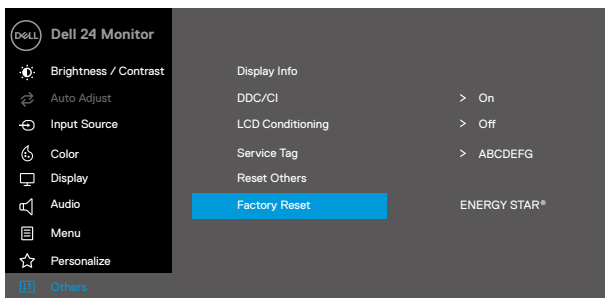 DELL Dell 24 Monitor
Brightness / Contrast
Auto Adjust
Input Source
Color
Display
Audio
Menu
Personalize
Others
Display Info
DDC/CI > On
LCD Conditioning > Off
Service Tag > ABCDEFG
Reset Others
Factory Reset ENERGY STAR®